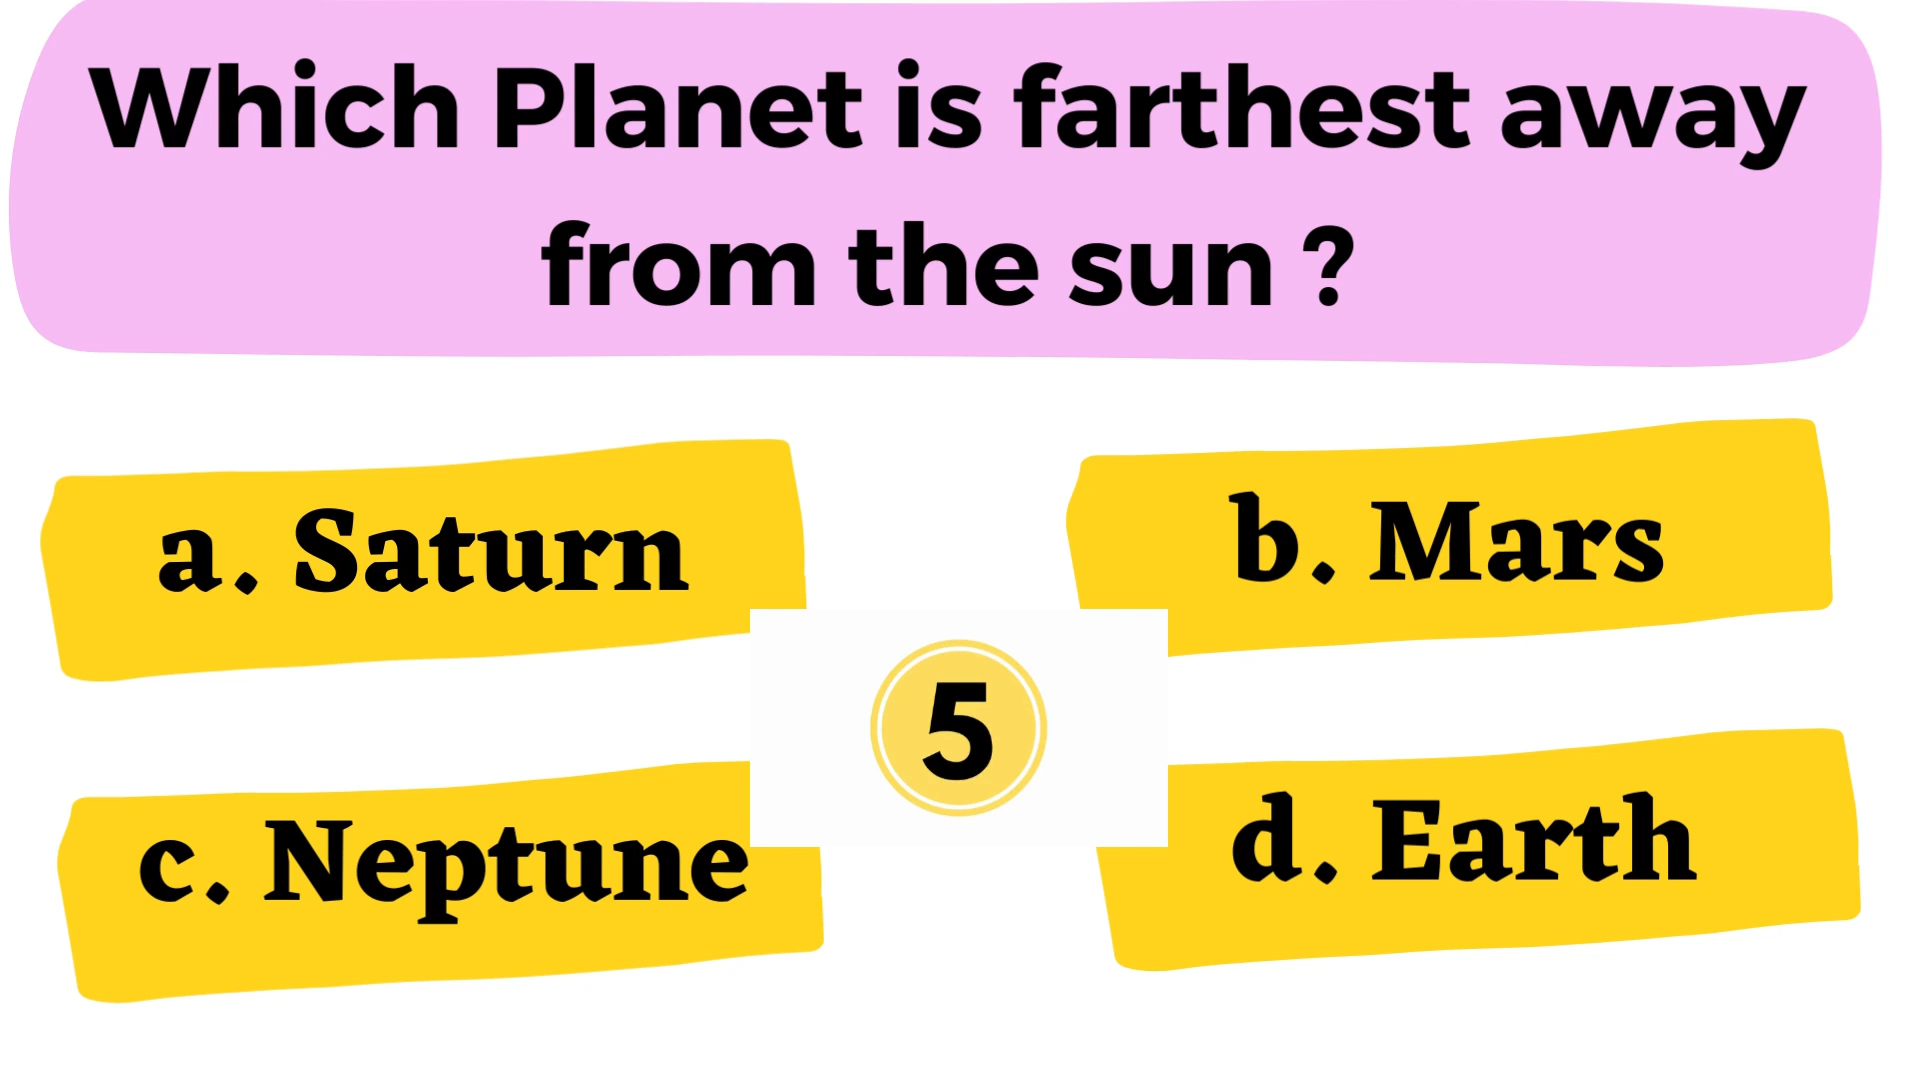 Which Planet is farthest away
from the sun ?
a. Saturn
b. Mars
5
c. Neptune
d. Earth